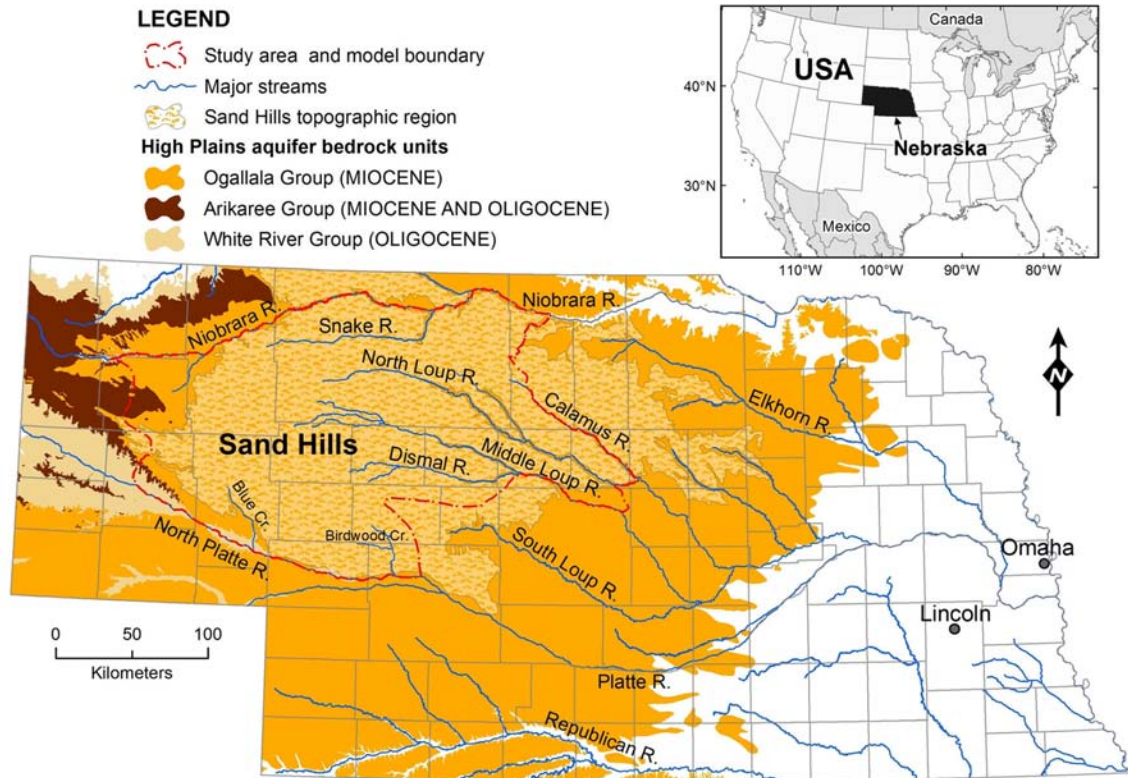 LEGEND
Study area and model boundary
Major streams
Sand Hills topographic region
High Plains aquifer bedrock units
Ogallala Group (MIOCENE)
Arikaree Group (MIOCENE AND OLIGOCENE)
White River Group (OLIGOCENE)
Canada
USA
40°N
Nebraska
30°N
Mexico
110°W
100°W
90°W
80°W
Niobrara R.
Niobrara R.
Snake R.
North Loup R.
Calamus R.
Elkhorn R.
Sand Hills
Middle Loup R.
Dismal R.
Blue Cr.
Birdwood Cr.
North Platte R.
South Loup R.
N
Omaha
Lincoln
0
50
100
Kilometers
Platte R.
Republican R.